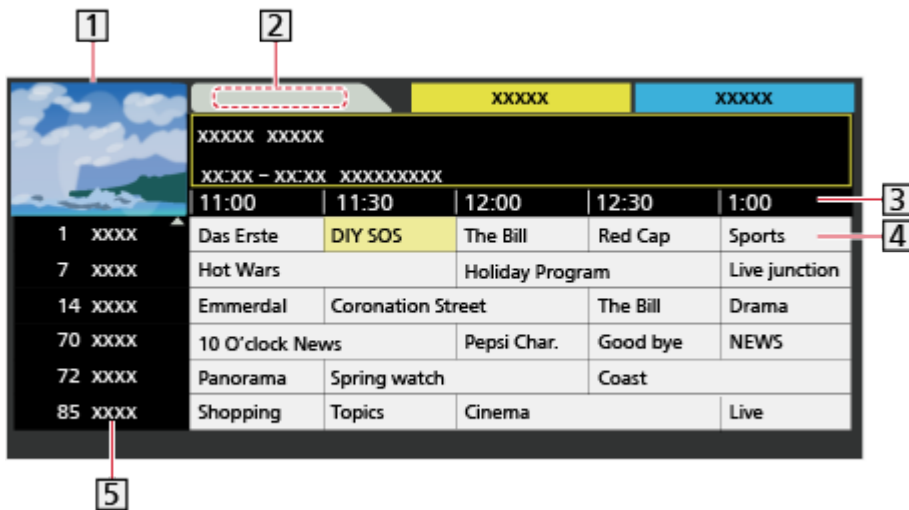 1 2
xxxxx xxxxx
xxxxx xxxxx
xx:xx – xx:xx xxxxxxxxx
11:00 11:30 12:00 12:30 1:00 3
1 xxxx Das Erste DIY SOS The Bill Red Cap Sports 4
7 xxxx Hot Wars Holiday Program Live junction
14 xxxx Emmerdal Coronation Street The Bill Drama
70 xxxx 10 O'clock News Pepsi Char. Good bye NEWS
72 xxxx Panorama Spring watch Coast
85 xxxx Shopping Topics Cinema Live
5